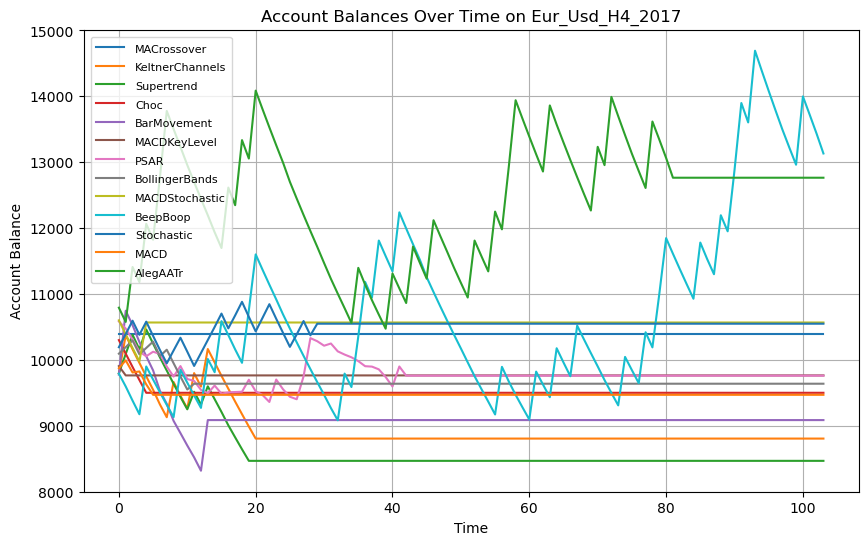 Account Balances Over Time on Eur_Usd_H4_2017
15000
14000
13000
12000
11000
10000
9000
8000
Account Balance
MACrossover
KeltnerChannels
Supertrend
Choc
BarMovement
MACDKeyLevel
PSAR
BollingerBands
MACDStochastic
BeepBoop
Stochastic
MACD
AlegAATr
0 20 40 60 80 100
Time